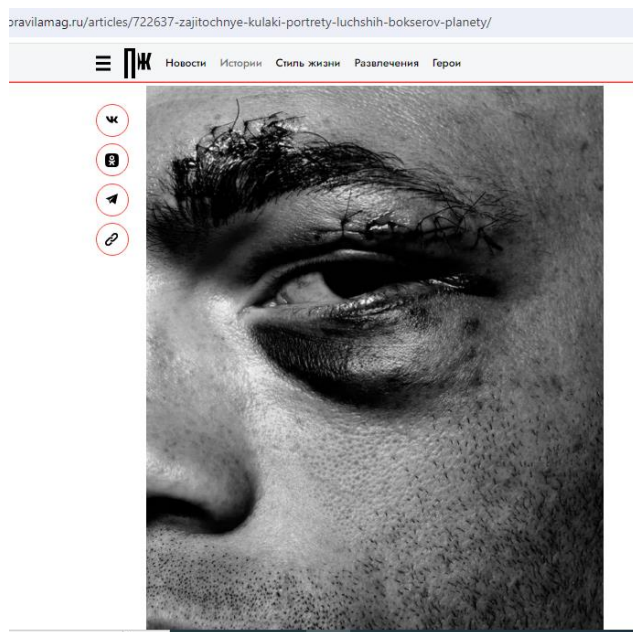 pravilamag.ru/articles/722637-zajitochnye-kulaki-portrety-luchshih-bokserov-planety/
ПЖ Новости Истории Стиль жизни Развлечения Герои